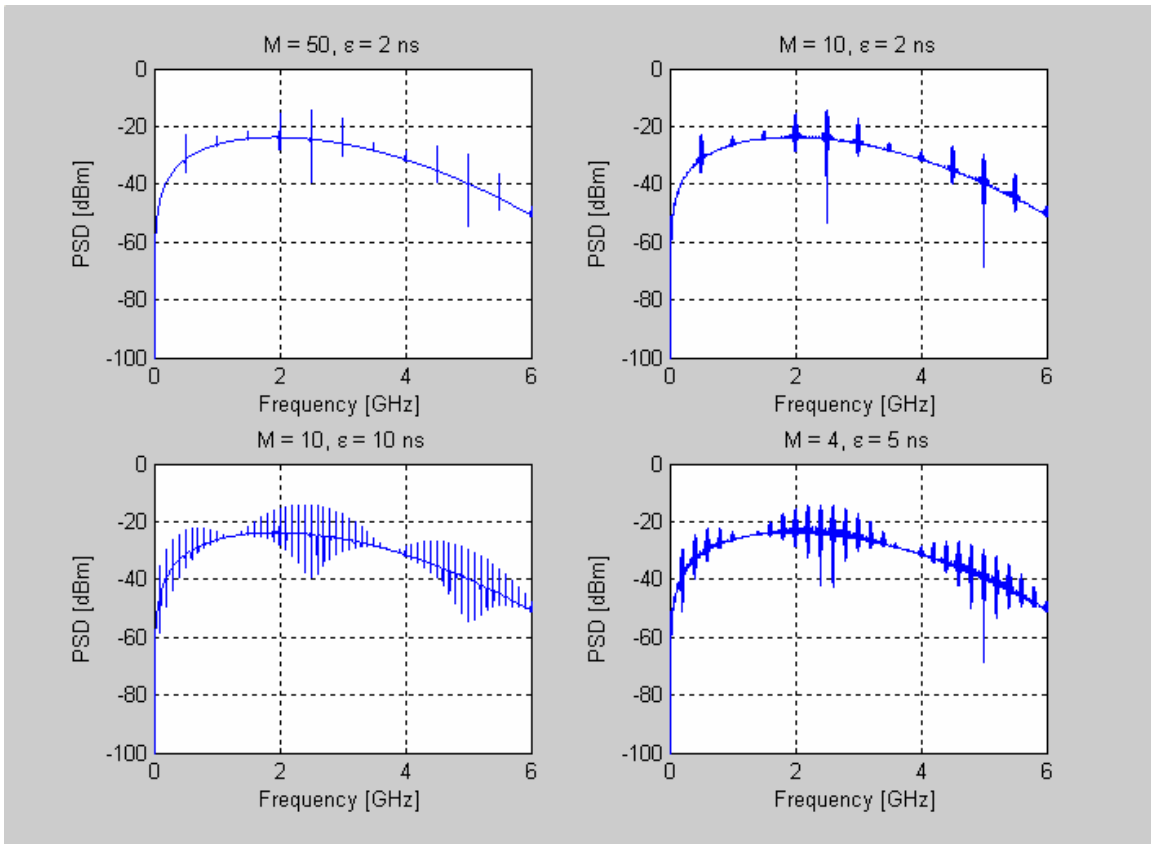 M = 50, ε = 2 ns
0
-20
-40
-60
-80
-100
PSD [dBm]
0 2 4 6
Frequency [GHz]
M = 10, ε = 2 ns
0
-20
-40
-60
-80
-100
PSD [dBm]
0 2 4 6
Frequency [GHz]
M = 10, ε = 10 ns
0
-20
-40
-60
-80
-100
PSD [dBm]
0 2 4 6
Frequency [GHz]
M = 4, ε = 5 ns
0
-20
-40
-60
-80
-100
PSD [dBm]
0 2 4 6
Frequency [GHz]